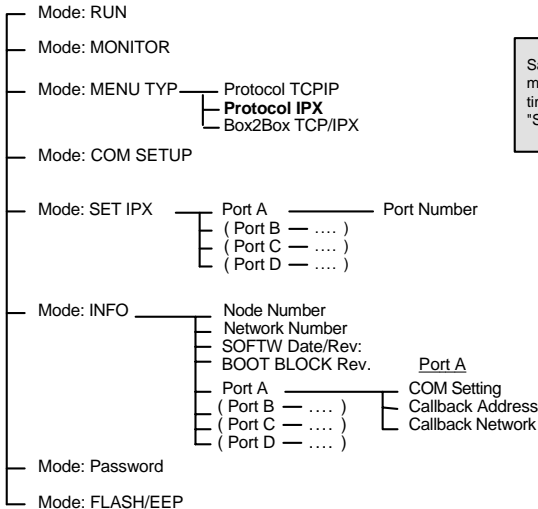 Mode: RUN
Mode: MONITOR
Mode: MENU TYP
Protocol TCPIP
Protocol IPX
Box2Box TCP/IPX
Mode: COM SETUP
Mode: SET IPX
Port A
Port Number
( Port B — .... )
( Port C — .... )
( Port D — .... )
Mode: INFO
Node Number
Network Number
SOFTW Date/Rev:
BOOT BLOCK Rev.
Port A
Port A
COM Setting
( Port B — .... )
Callback Address
( Port C — .... )
Callback Network
( Port D — .... )
Mode: Password
Mode: FLASH/EEP